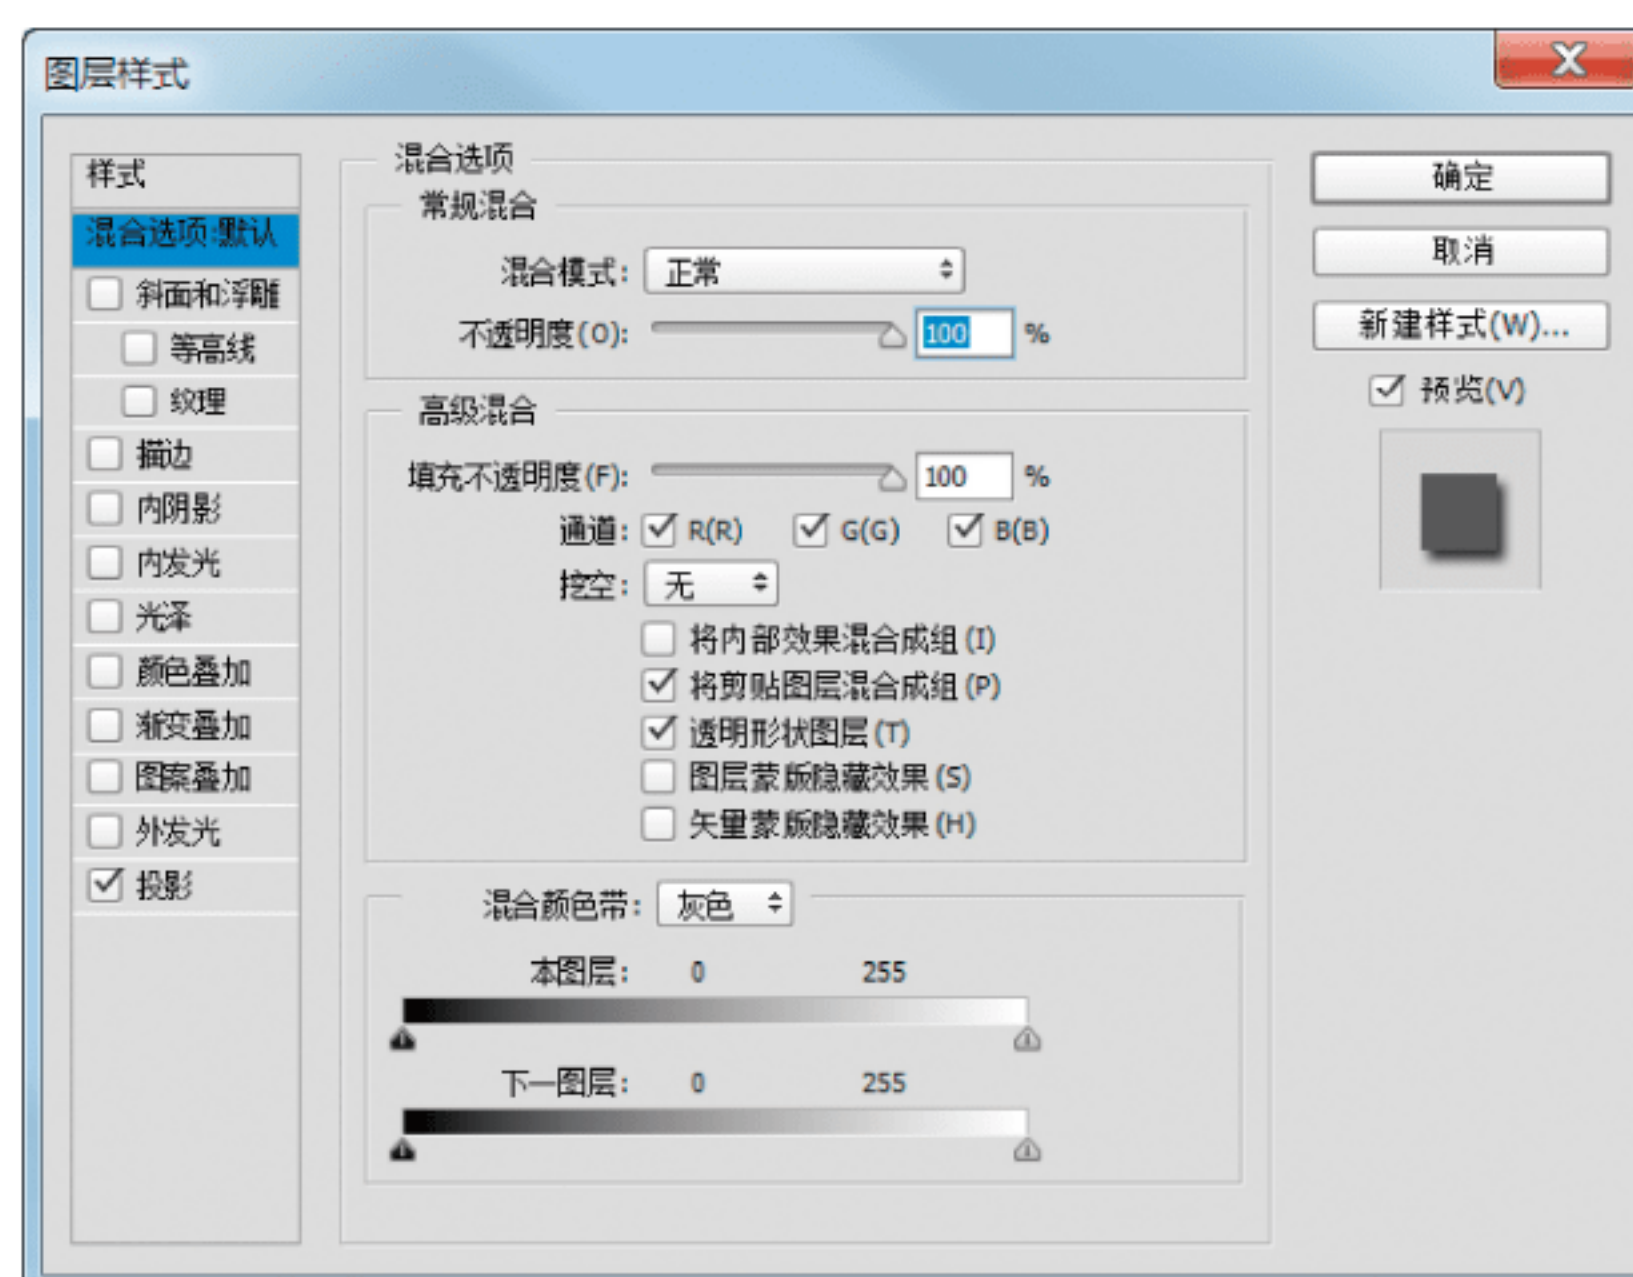 图层样式
样式
混合选项:默认
斜面和浮雕
等高线
纹理
描边
内阴影
内发光
光泽
颜色叠加
渐变叠加
图案叠加
外发光
投影
混合选项
常规混合
混合模式: 正常
不透明度(O): 100 %
高级混合
填充不透明度(F): 100 %
通道: R(R) G(G) B(B)
挖空: 无
将内部效果混合成组(I)
将剪贴图层混合成组(P)
透明形状图层(T)
图层蒙版隐藏效果(S)
矢量蒙版隐藏效果(H)
混合颜色带: 灰色
本图层: 0 255
下一图层: 0 255
确定
取消
新建样式(W)...
预览(V)